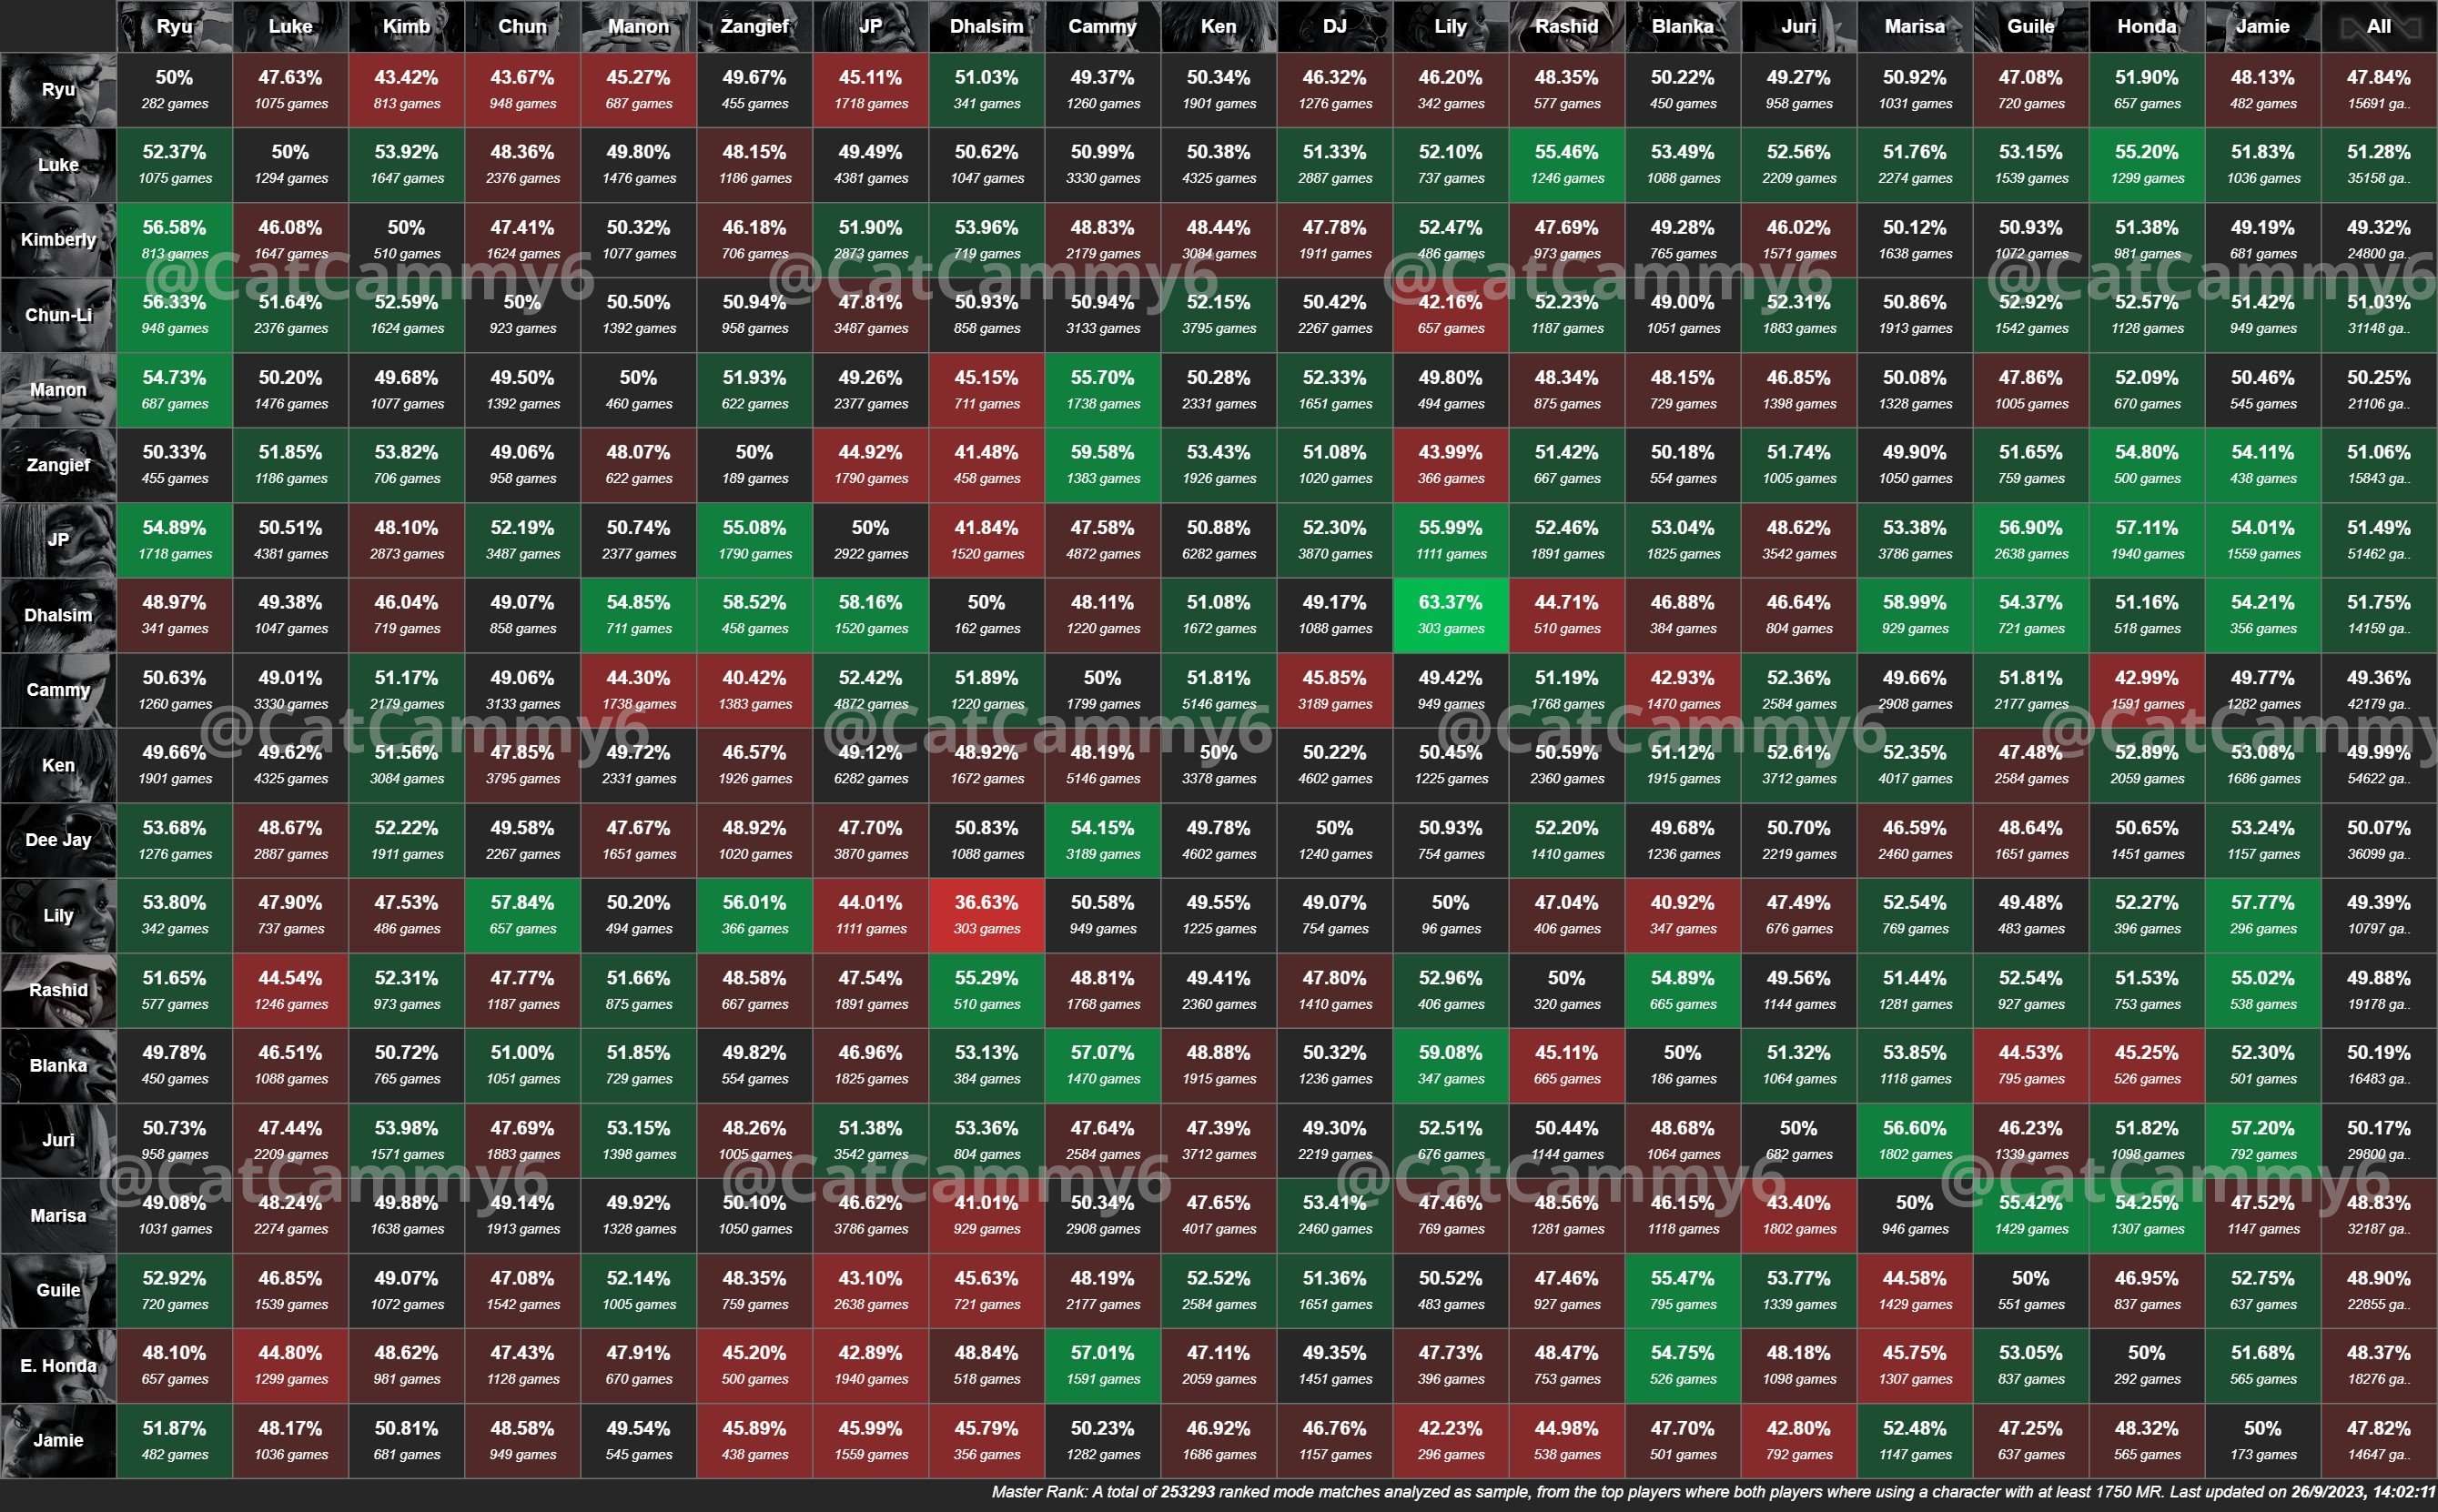 Ryu Luke Kimb Chun Manon Zangief JP Dhalsim Cammy Ken DJ Lily Rashid Blanka Juri Marisa Guile Honda Jamie All
Ryu 50% 47.63% 43.42% 43.67% 45.27% 49.67% 45.11% 51.03% 49.37% 50.34% 46.32% 46.20% 48.35% 50.22% 49.27% 50.92% 47.08% 51.90% 48.13% 47.84%
282 games 1075 games 813 games 948 games 687 games 455 games 1718 games 341 games 1260 games 1901 games 1276 games 342 games 577 games 450 games 958 games 1031 games 720 games 657 games 482 games 15691 ga..
Luke 52.37% 50% 53.92% 48.36% 49.80% 48.15% 49.49% 50.62% 50.99% 50.38% 51.33% 52.10% 55.46% 53.49% 52.56% 51.76% 53.15% 55.20% 51.83% 51.28%
1075 games 1294 games 1647 games 2376 games 1476 games 1186 games 4381 games 1047 games 3330 games 4325 games 2887 games 737 games 1246 games 1088 games 2209 games 2274 games 1539 games 1299 games 1036 games 35158 ga..
Kimberly 56.58% 46.08% 50% 47.41% 50.32% 46.18% 51.90% 53.96% 48.83% 48.44% 47.78% 52.47% 47.69% 49.28% 46.02% 50.12% 50.93% 51.38% 49.19% 49.32%
813 games 1647 games 510 games 1624 games 1077 games 706 games 2873 games 719 games 2179 games 3084 games 1911 games 486 games 973 games 765 games 1571 games 1638 games 1072 games 981 games 681 games 24800 ga..
@CatCammy6 @CatCammy6 @CatCammy6 @CatCammy6
Chun-Li 56.33% 51.64% 52.59% 50% 50.50% 50.94% 47.81% 50.93% 50.94% 52.15% 50.42% 42.16% 52.23% 49.00% 52.31% 50.86% 52.92% 52.57% 51.42% 51.03%
948 games 2376 games 1624 games 923 games 1392 games 958 games 3487 games 858 games 3133 games 3795 games 2267 games 657 games 1187 games 1051 games 1883 games 1913 games 1542 games 1128 games 949 games 31148 ga..
Manon 54.73% 50.20% 49.68% 49.50% 50% 51.93% 49.26% 45.15% 55.70% 50.28% 52.33% 49.80% 48.34% 48.15% 46.85% 50.08% 47.86% 52.09% 50.46% 50.25%
687 games 1476 games 1077 games 1392 games 460 games 622 games 2377 games 711 games 1738 games 2331 games 1651 games 494 games 875 games 729 games 1398 games 1328 games 1005 games 670 games 545 games 21106 ga..
Zangief 50.33% 51.85% 53.82% 49.06% 48.07% 50% 44.92% 41.48% 59.58% 53.43% 51.08% 43.99% 51.42% 50.18% 51.74% 49.90% 51.65% 54.80% 54.11% 51.06%
455 games 1186 games 706 games 958 games 622 games 189 games 1790 games 458 games 1383 games 1926 games 1020 games 366 games 667 games 554 games 1005 games 1050 games 759 games 500 games 438 games 15843 ga..
JP 54.89% 50.51% 48.10% 52.19% 50.74% 55.08% 50% 41.84% 47.58% 50.88% 52.30% 55.99% 52.46% 53.04% 48.62% 53.38% 56.90% 57.11% 54.01% 51.49%
1718 games 4381 games 2873 games 3487 games 2377 games 1790 games 2922 games 1520 games 4872 games 6282 games 3870 games 1111 games 1891 games 1825 games 3542 games 3786 games 2638 games 1940 games 1559 games 51462 ga..
Dhalsim 48.97% 49.38% 46.04% 49.07% 54.85% 58.52% 58.16% 50% 48.11% 51.08% 49.17% 63.37% 44.71% 46.88% 46.64% 58.99% 54.37% 51.16% 54.21% 51.75%
341 games 1047 games 719 games 858 games 711 games 458 games 1520 games 162 games 1220 games 1672 games 1088 games 303 games 510 games 384 games 804 games 929 games 721 games 518 games 356 games 14159 ga..
Cammy 50.63% 49.01% 51.17% 49.06% 44.30% 40.42% 52.42% 51.89% 50% 51.81% 45.85% 49.42% 51.19% 42.93% 52.36% 49.66% 51.81% 42.99% 49.77% 49.36%
1260 games 3330 games 2179 games 3133 games 1738 games 1383 games 4872 games 1220 games 1799 games 5146 games 3189 games 949 games 1768 games 1470 games 2584 games 2908 games 2177 games 1591 games 1282 games 42179 ga..
@CatCammy6 @CatCammy6 @CatCammy6 @CatCammy
Ken 49.66% 49.62% 51.56% 47.85% 49.72% 46.57% 49.12% 48.92% 48.19% 50% 50.22% 50.45% 50.59% 51.12% 52.61% 52.35% 47.48% 52.89% 53.08% 49.99%
1901 games 4325 games 3084 games 3795 games 2331 games 1926 games 6282 games 1672 games 5146 games 3378 games 4602 games 1225 games 2360 games 1915 games 3712 games 4017 games 2584 games 2059 games 1686 games 54622 ga..
Dee Jay 53.68% 48.67% 52.22% 49.58% 47.67% 48.92% 47.70% 50.83% 54.15% 49.78% 50% 50.93% 52.20% 49.68% 50.70% 46.59% 48.64% 50.65% 53.24% 50.07%
1276 games 2887 games 1911 games 2267 games 1651 games 1020 games 3870 games 1088 games 3189 games 4602 games 1240 games 754 games 1410 games 1236 games 2219 games 2460 games 1651 games 1451 games 1157 games 36099 ga..
Lily 53.80% 47.90% 47.53% 57.84% 50.20% 56.01% 44.01% 36.63% 50.58% 49.55% 49.07% 50% 47.04% 40.92% 47.49% 52.54% 49.48% 52.27% 57.77% 49.39%
342 games 737 games 486 games 657 games 494 games 366 games 1111 games 303 games 949 games 1225 games 754 games 96 games 406 games 347 games 676 games 769 games 483 games 396 games 296 games 10797 ga..
Rashid 51.65% 44.54% 52.31% 47.77% 51.66% 48.58% 47.54% 55.29% 48.81% 49.41% 47.80% 52.96% 50% 54.89% 49.56% 51.44% 52.54% 51.53% 55.02% 49.88%
577 games 1246 games 973 games 1187 games 875 games 667 games 1891 games 510 games 1768 games 2360 games 1410 games 406 games 320 games 665 games 1144 games 1281 games 927 games 753 games 538 games 19178 ga..
Blanka 49.78% 46.51% 50.72% 51.00% 51.85% 49.82% 46.96% 53.13% 57.07% 48.88% 50.32% 59.08% 45.11% 50% 51.32% 53.85% 44.53% 45.25% 52.30% 50.19%
450 games 1088 games 765 games 1051 games 729 games 554 games 1825 games 384 games 1470 games 1915 games 1236 games 347 games 665 games 186 games 1064 games 1118 games 795 games 526 games 501 games 16483 ga..
Juri 50.73% 47.44% 53.98% 47.69% 53.15% 48.26% 51.38% 53.36% 47.64% 47.39% 49.30% 52.51% 50.44% 48.68% 50% 56.60% 46.23% 51.82% 57.20% 50.17%
958 games 2209 games 1571 games 1883 games 1398 games 1005 games 3542 games 804 games 2584 games 3712 games 2219 games 676 games 1144 games 1064 games 682 games 1802 games 1339 games 1098 games 792 games 29800 ga..
@CatCammy6 @CatCammy6 @CatCammy6 @CatCammy6
Marisa 49.08% 48.24% 49.88% 49.14% 49.92% 50.10% 46.62% 41.01% 50.34% 47.65% 53.41% 47.46% 48.56% 46.15% 43.40% 50% 55.42% 54.25% 47.52% 48.83%
1031 games 2274 games 1638 games 1913 games 1328 games 1050 games 3786 games 929 games 2908 games 4017 games 2460 games 769 games 1281 games 1118 games 1802 games 946 games 1429 games 1307 games 1147 games 32187 ga..
Guile 52.92% 46.85% 49.07% 47.08% 52.14% 48.35% 43.10% 45.63% 48.19% 52.52% 51.36% 50.52% 47.46% 55.47% 53.77% 44.58% 50% 46.95% 52.75% 48.90%
720 games 1539 games 1072 games 1542 games 1005 games 759 games 2638 games 721 games 2177 games 2584 games 1651 games 483 games 927 games 795 games 1339 games 1429 games 551 games 837 games 637 games 22855 ga..
E. Honda 48.10% 44.80% 48.62% 47.43% 47.91% 45.20% 42.89% 48.84% 57.01% 47.11% 49.35% 47.73% 48.47% 54.75% 48.18% 45.75% 53.05% 50% 51.68% 48.37%
657 games 1299 games 981 games 1128 games 670 games 500 games 1940 games 518 games 1591 games 2059 games 1451 games 396 games 753 games 526 games 1098 games 1307 games 837 games 292 games 565 games 18276 ga..
Jamie 51.87% 48.17% 50.81% 48.58% 49.54% 45.89% 45.99% 45.79% 50.23% 46.92% 46.76% 42.23% 44.98% 47.70% 42.80% 52.48% 47.25% 48.32% 50% 47.82%
482 games 1036 games 681 games 949 games 545 games 438 games 1559 games 356 games 1282 games 1686 games 1157 games 296 games 538 games 501 games 792 games 1147 games 637 games 565 games 173 games 14647 ga..
Master Rank: A total of 253293 ranked mode matches analyzed as sample, from the top players where both players where using a character with at least 1750 MR. Last updated on 26/9/2023, 14:02:11